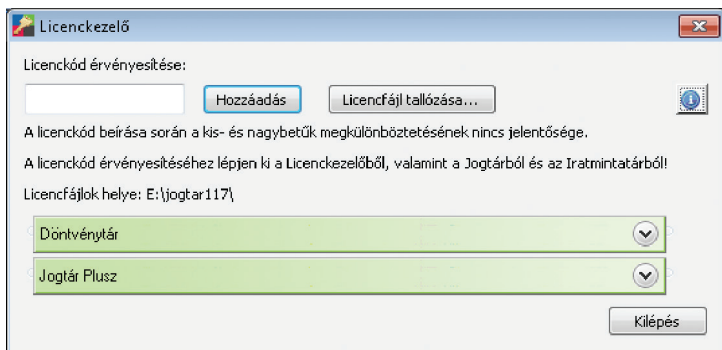 Licenckezelő
Licenckód érvényesítése:
Hozzáadás
Licencfájl tallózása...
A licenckód beírása során a kis- és nagybetűk megkülönböztetésének nincs jelentősége.
A licenckód érvényesítéséhez lépjen ki a Licenckezelőből, valamint a Jogtárból és az Iratmintatárból!
Licencfájlok helye: E:\jogtar117\
Döntvénytár
Jogtár Plusz
Kilépés